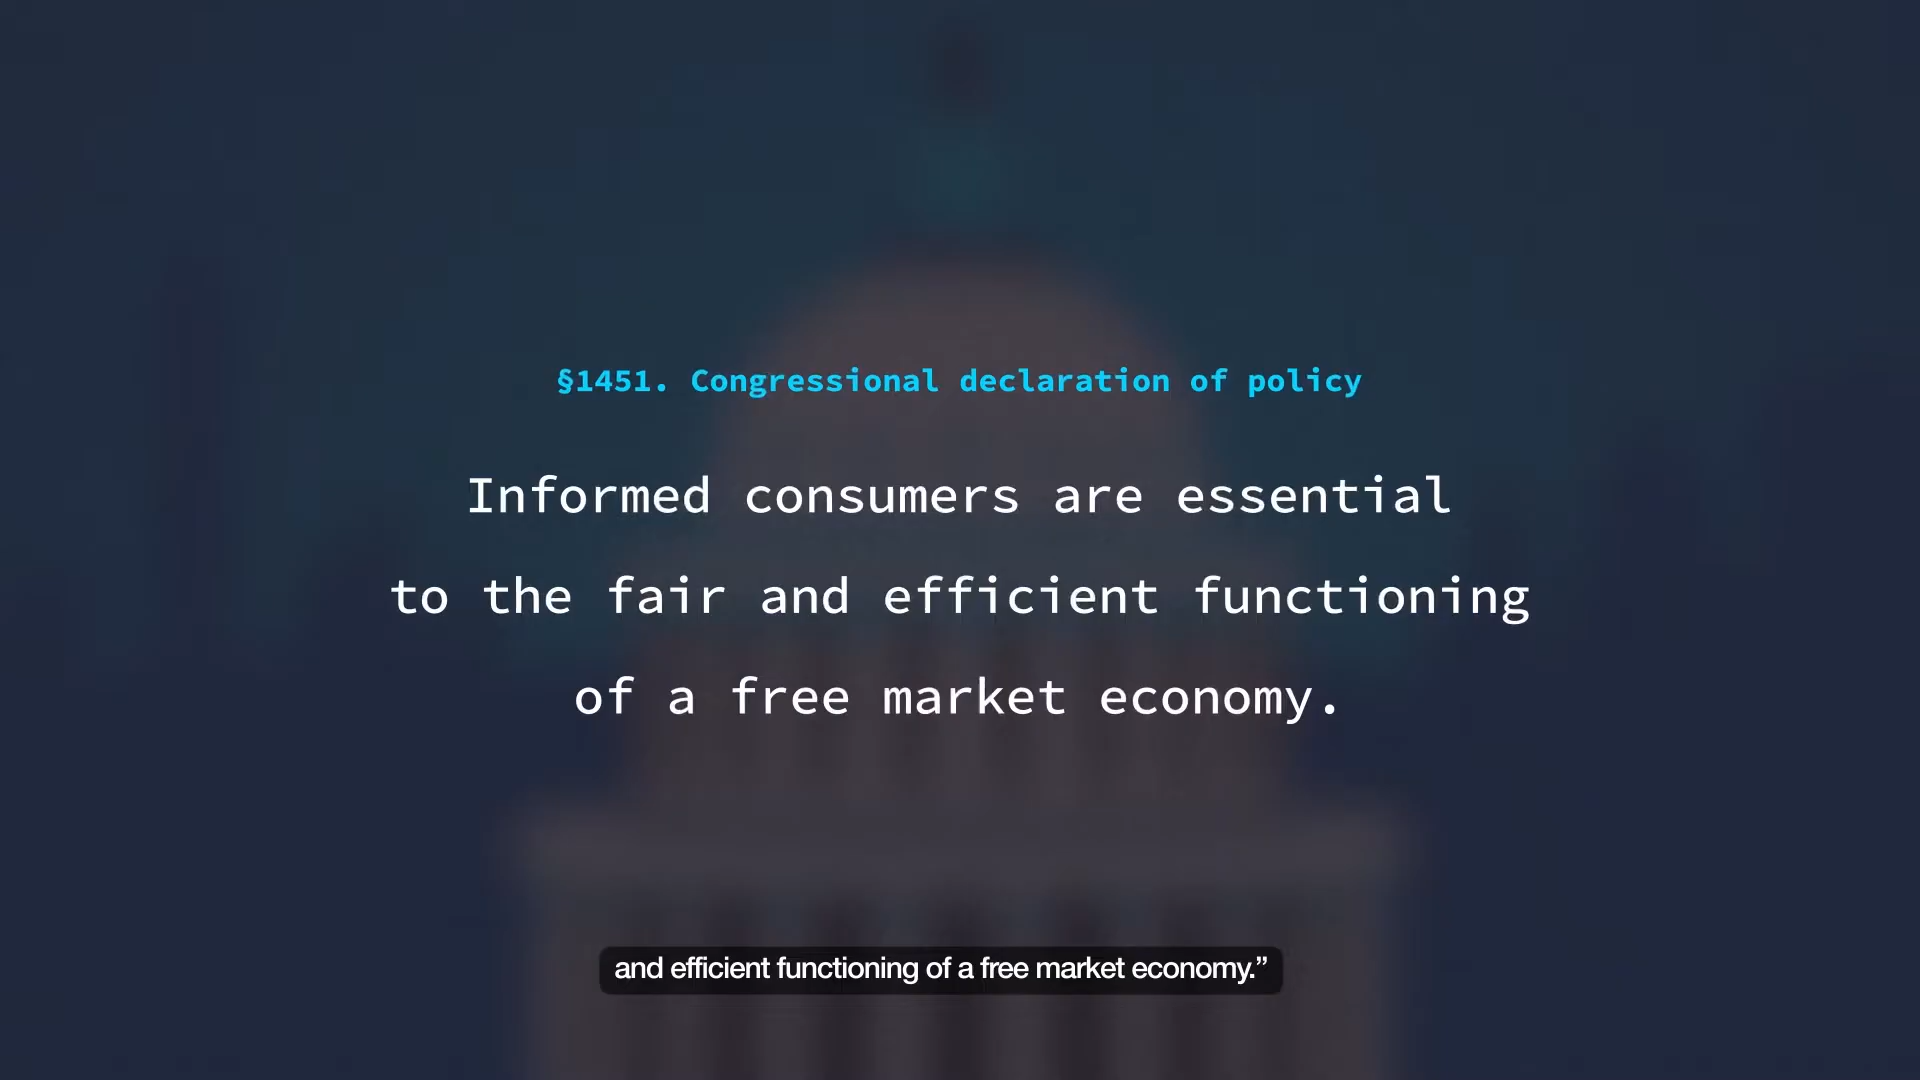 §1451. Congressional declaration of policy
Informed consumers are essential
to the fair and efficient functioning
of a free market economy.
and efficient functioning of a free market economy.”